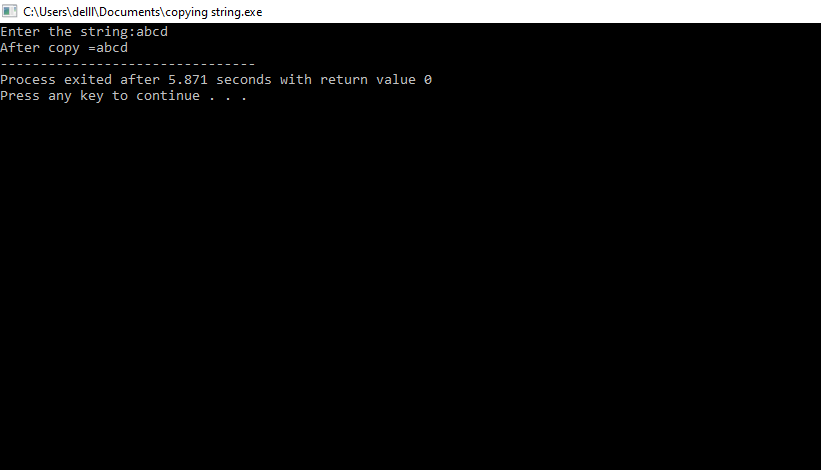 C:\Users\delll\Documents\copying string.exe
Enter the string:abcd
After copy =abcd
--------------------------------
Process exited after 5.871 seconds with return value 0
Press any key to continue . . .